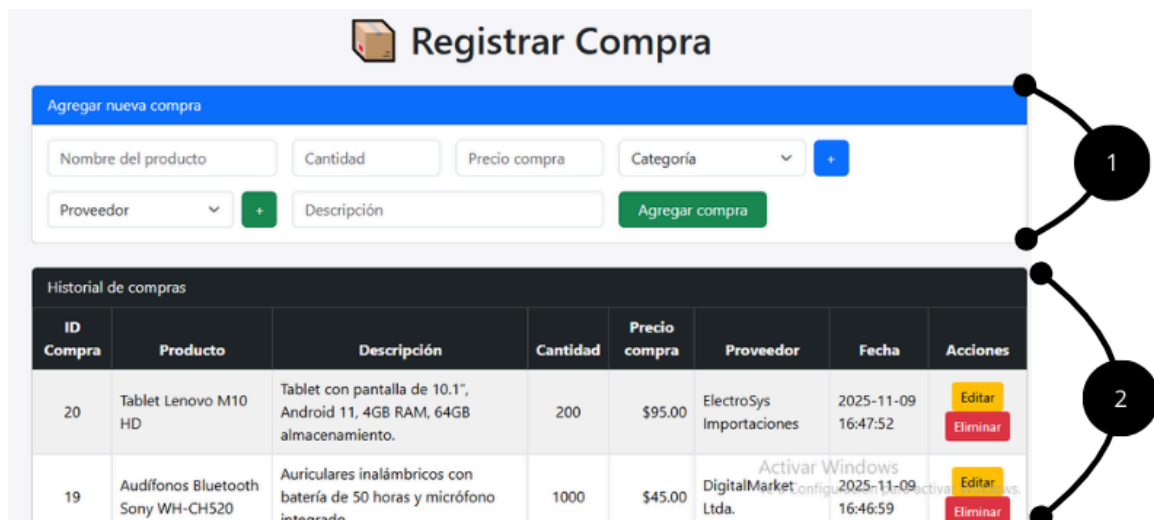 Registrar Compra
Agregar nueva compra
1
Nombre del producto Cantidad Precio compra Categoría +
Proveedor + Descripción Agregar compra
Historial de compras
ID Compra Producto Descripción Cantidad Precio compra Proveedor Fecha Acciones
20 Tablet Lenovo M10 HD Tablet con pantalla de 10.1”, Android 11, 4GB RAM, 64GB almacenamiento. 200 $95.00 ElectroSys Importaciones 2025-11-09 16:47:52 Editar Eliminar
2
19 Audífonos Bluetooth Sony WH-CH520 Auriculares inalámbricos con batería de 50 horas y micrófono integrado 1000 $45.00 DigitalMarket Ltda. 2025-11-09 16:46:59 Editar Eliminar
Activar Windows